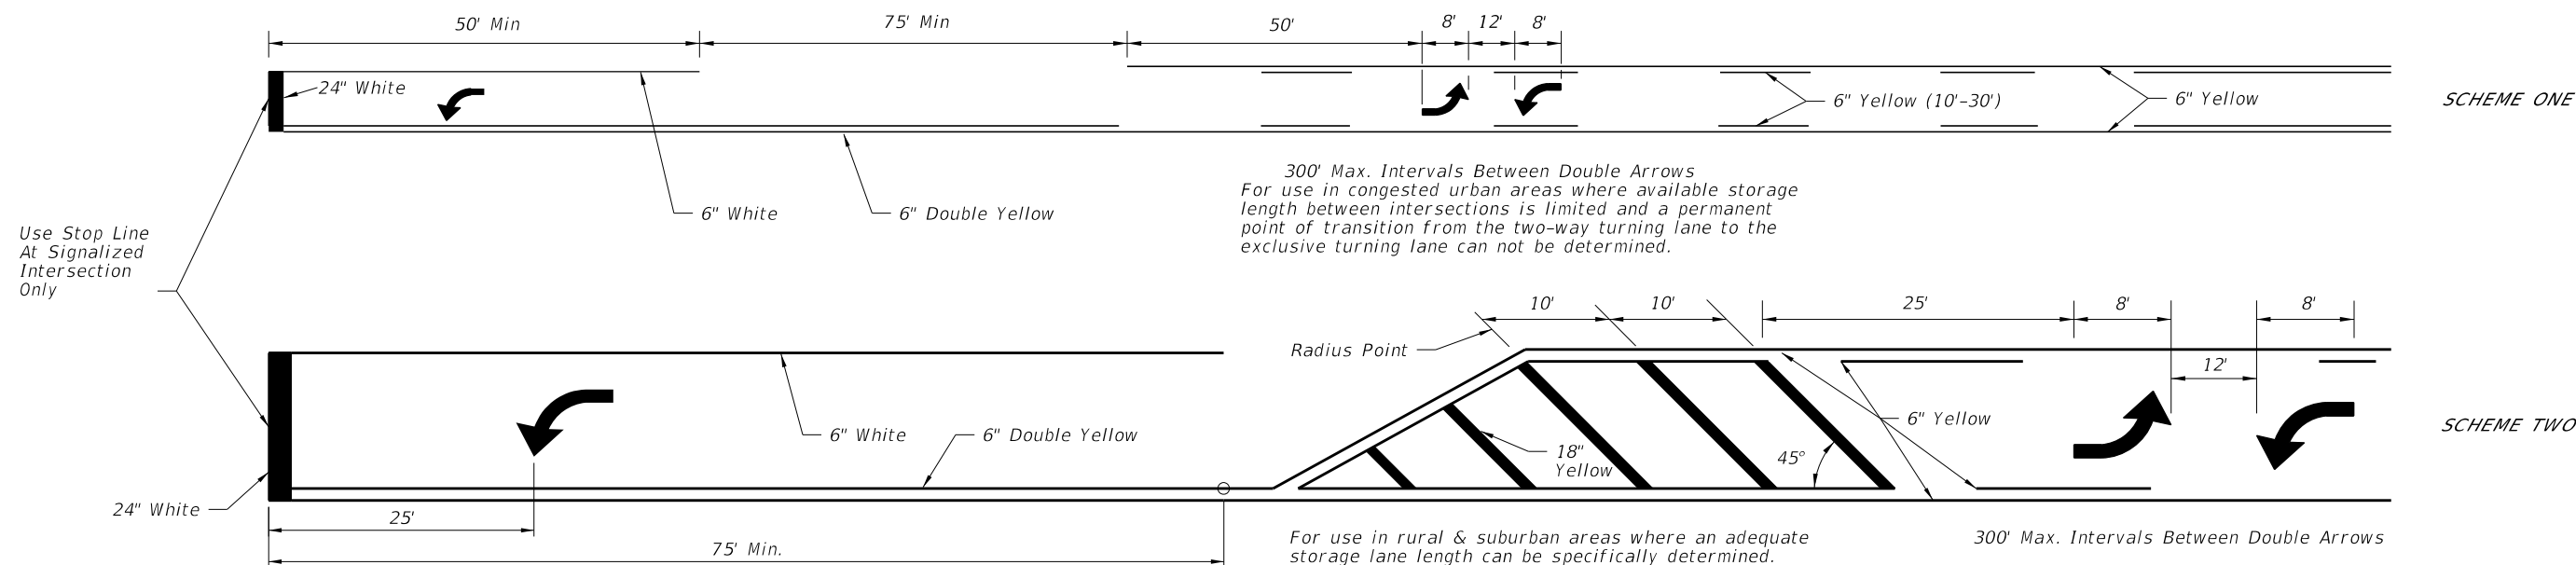 50' Min
75' Min
50'
8'
12'
8'
24" White
6" Yellow (10'-30')
6" Yellow
SCHEME ONE
6" White
6" Double Yellow
300' Max. Intervals Between Double Arrows
For use in congested urban areas where available storage
length between intersections is limited and a permanent
point of transition from the two-way turning lane to the
exclusive turning lane can not be determined.
Use Stop Line
At Signalized
Intersection
Only
10'
10'
25'
8'
8'
Radius Point
12'
6" White
6" Double Yellow
18"
Yellow
45°
6" Yellow
SCHEME TWO
24" White
25'
75' Min.
For use in rural & suburban areas where an adequate
storage lane length can be specifically determined.
300' Max. Intervals Between Double Arrows